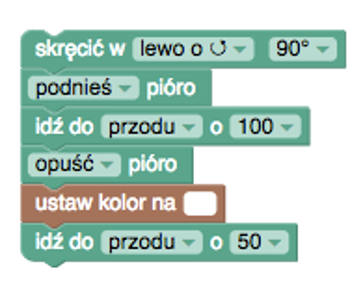 skręcić w lewo o ↺ 90°
podnieś pióro
idź do przodu o 100
opuść pióro
ustaw kolor na
idź do przodu o 50